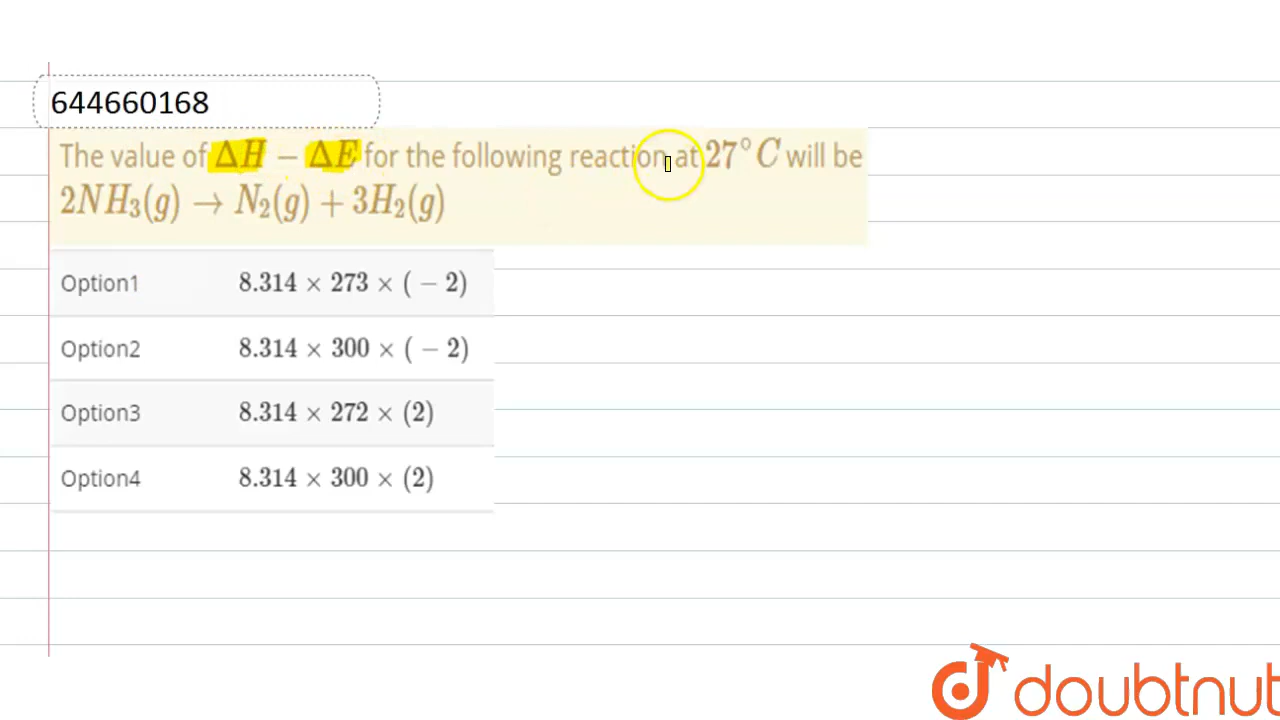 644660168
The value of ΔH − ΔE for the following reaction at 27°C will be
2NH₃(g) → N₂(g) + 3H₂(g)
Option1 8.314 × 273 × ( − 2)
Option2 8.314 × 300 × ( − 2)
Option3 8.314 × 272 × (2)
Option4 8.314 × 300 × (2)
doubtnut